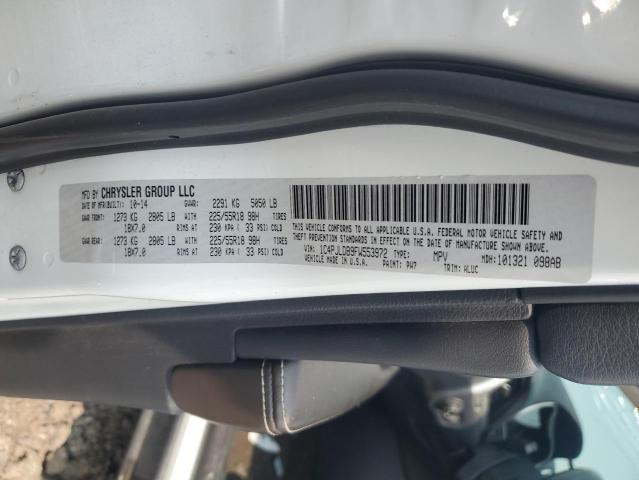 MFD BY CHRYSLER GROUP LLC
DATE OF MFR(BUILT): 10-14 GVWR: 2291 KG 5050 LB
GAWR FRONT: 1273 KG 2805 LB 225/55R18 98H TIRES
18X7.0 RIMS AT 230 KPA ( 33 PSI) COLD
GAWR REAR: 1273 KG 2805 LB 225/55R18 98H TIRES
18X7.0 RIMS AT 230 KPA ( 33 PSI) COLD
THIS VEHICLE CONFORMS TO ALL APPLICABLE U.S.A. FEDERAL MOTOR VEHICLE SAFETY AND
THEFT PREVENTION STANDARDS IN EFFECT ON THE DATE OF MANUFACTURE SHOWN ABOVE.
VIN: 1C4PJLDB9FW553972 TYPE: MPV MDH:101321 098AB
VEHICLE MADE IN U.S.A. PAINT: PW7 TRIM: ALUC